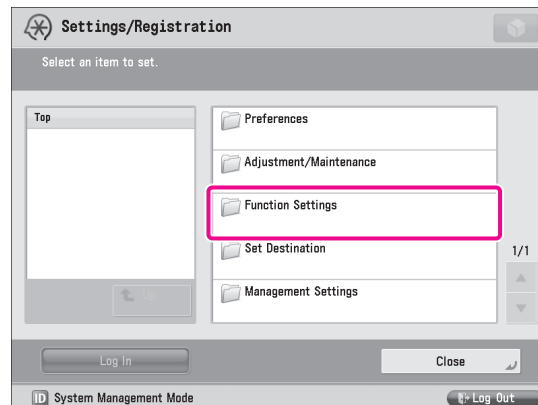 Settings/Registration
Select an item to set.
Top
Preferences
Adjustment/Maintenance
Function Settings
Set Destination
1/1
Management Settings
Up
Log In
Close
ID System Management Mode
Log Out